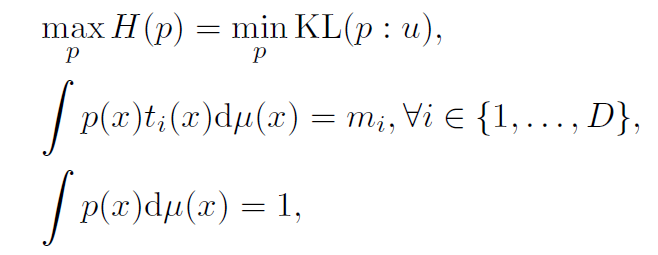 max_p H(p) = min_p KL(p : u),
∫ p(x)t_i(x)dμ(x) = m_i, ∀i ∈ {1, . . . , D},
∫ p(x)dμ(x) = 1,